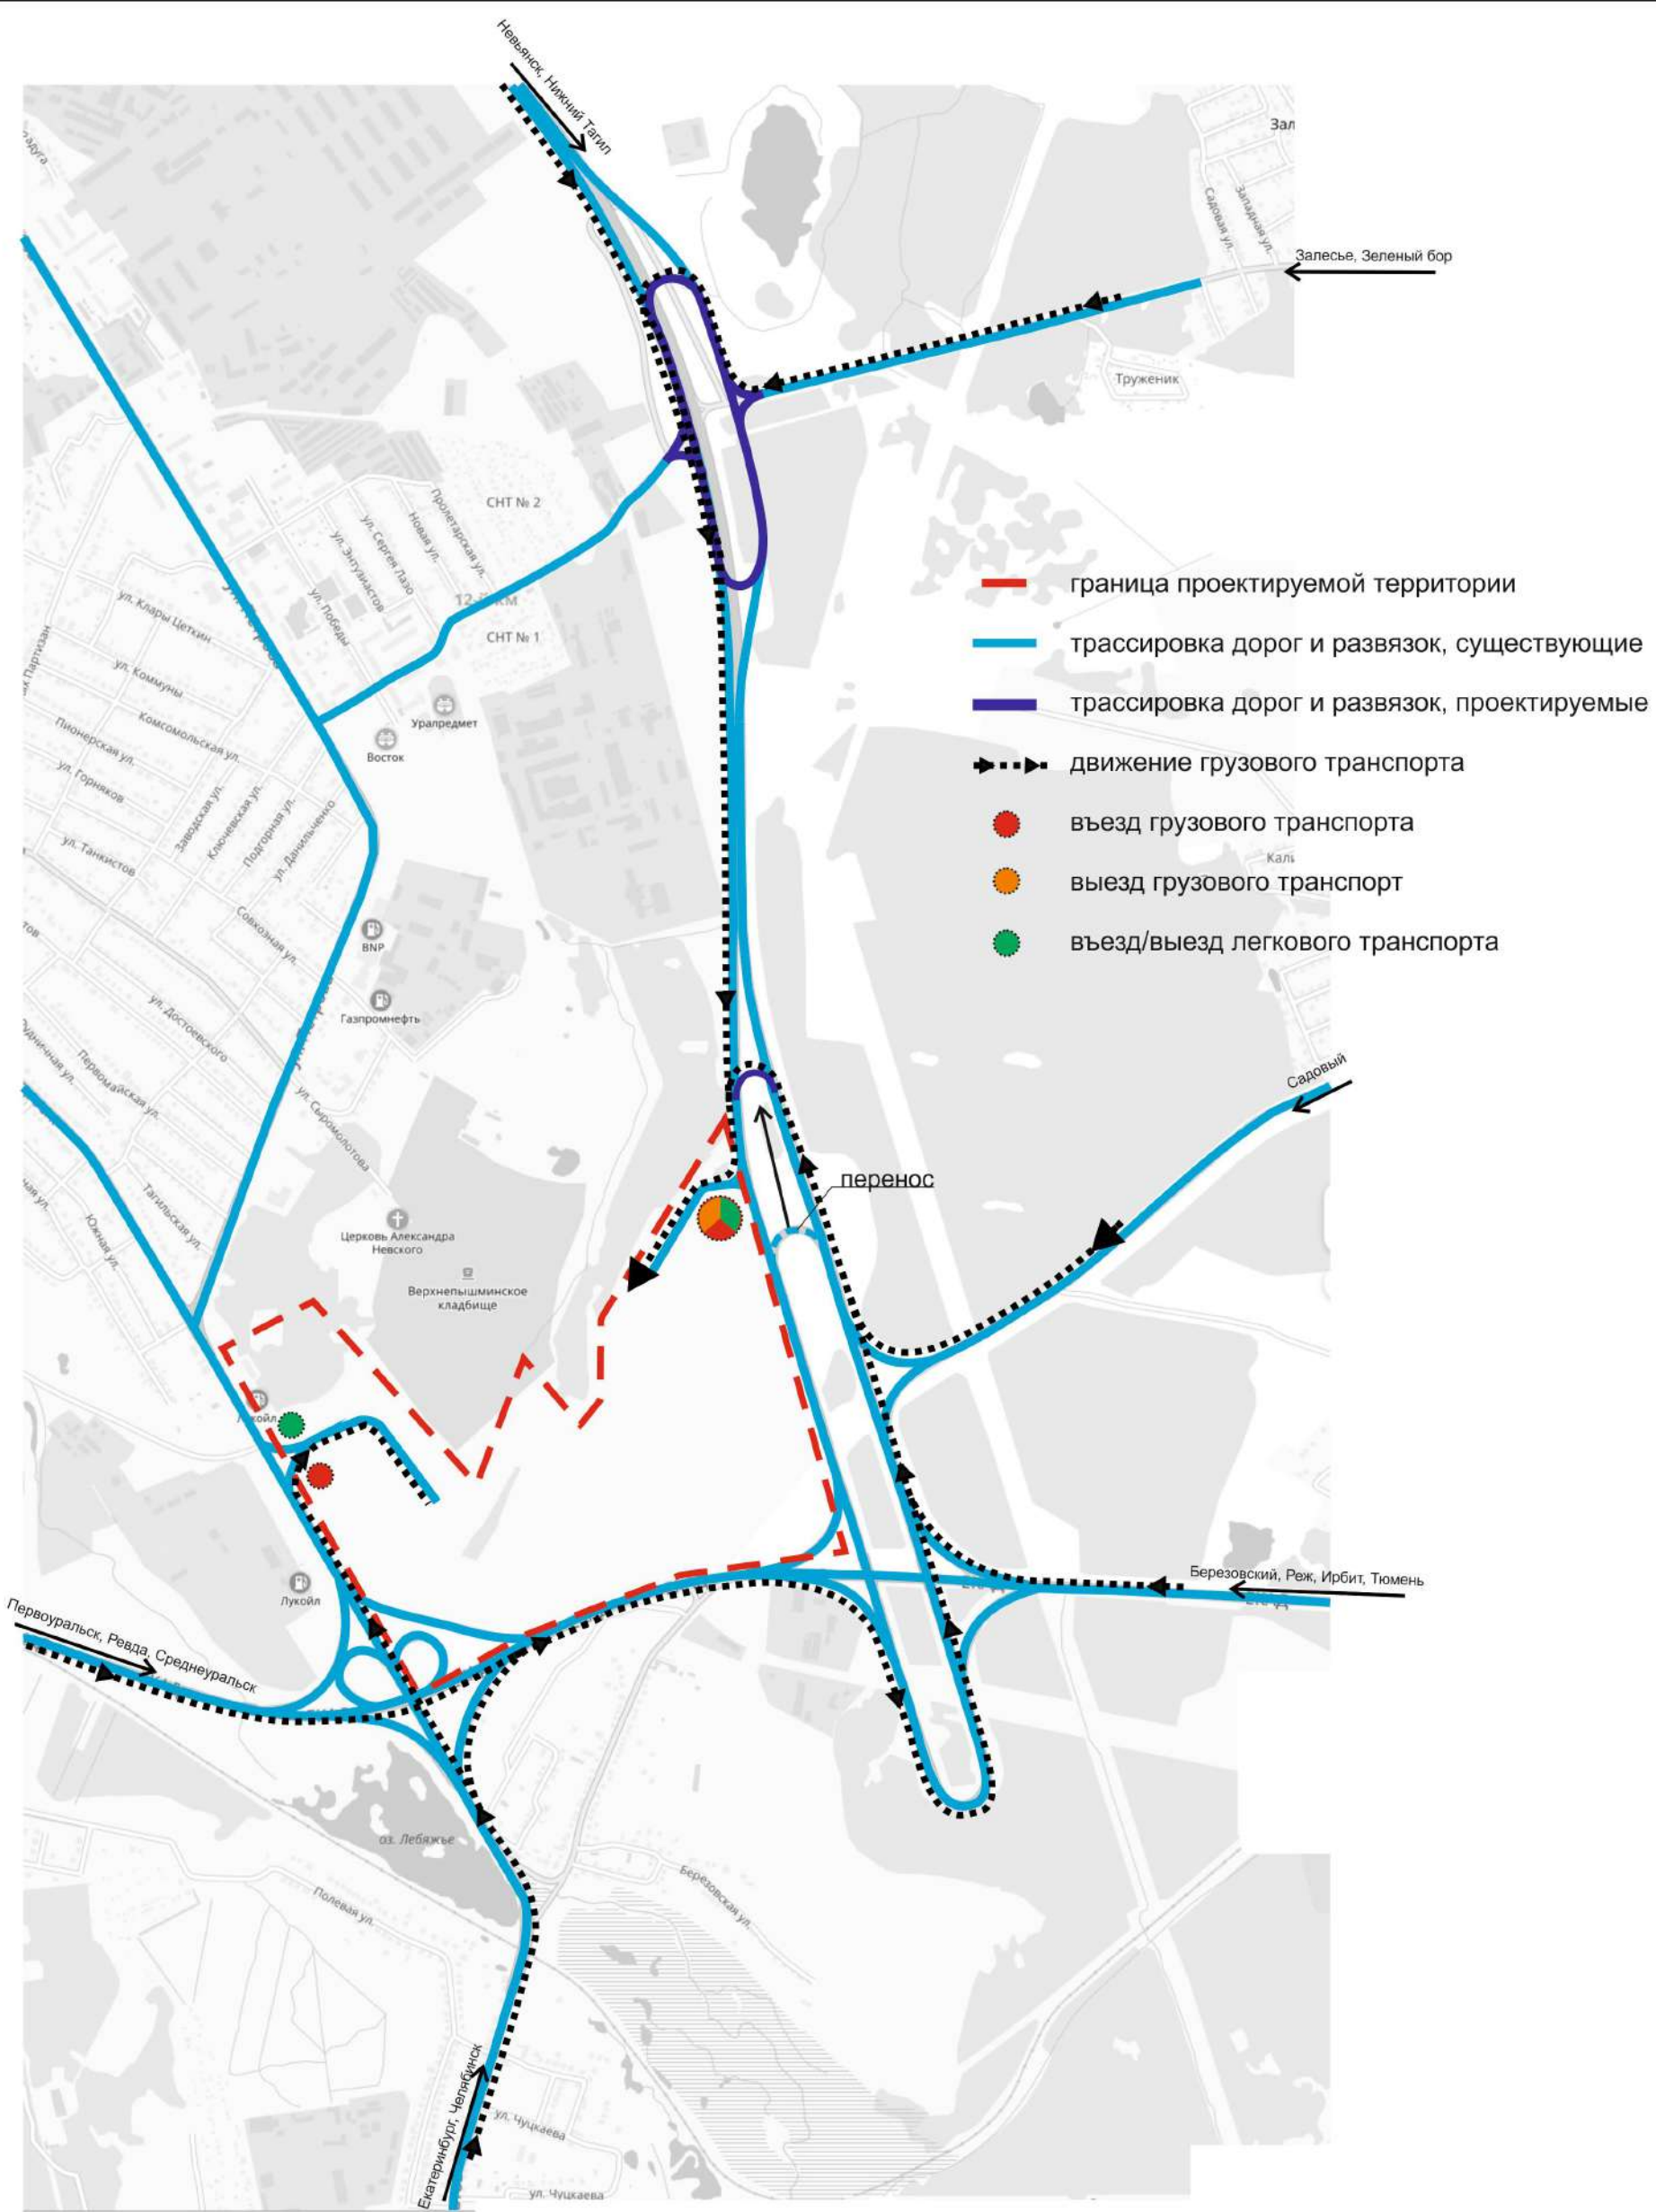 Невьянск, Нижний Тагил
Зал
Садовая ул.
Западная ул.
Залесье, Зеленый бор
Труженик
СНТ № 2
Пролетарская ул.
Новая ул.
ул. Сергея Лазо
ул. Энтузиастов
ул. Победы
12-й км
СНТ № 1
граница проектируемой территории
трассировка дорог и развязок, существующие
трассировка дорог и развязок, проектируемые
движение грузового транспорта
въезд грузового транспорта
выезд грузового транспорт
въезд/выезд легкового транспорта
ул. Клары Цеткин
ул. Коммуны
Комсомольская ул.
Пионерская ул.
ул. Горняков
Заводская ул.
Ключевская ул.
Подгорная ул.
ул. Данильченко
ул. Танкистов
Уралредмет
Восток
Кали
Совхозная ул.
BNP
Газпромнефть
ул. Достоевского
Первомайская ул.
ул. Сыромолотова
Садовый
перенос
Тагильская ул.
Южная ул.
Церковь Александра
Невского
Верхнепышминское
кладбище
Лукойл
Лукойл
Березовский, Реж, Ирбит, Тюмень
Первоуральск, Ревда, Среднеуральск
оз. Лебяжье
Полевая ул.
Берёзовская ул.
Екатеринбург, Челябинск
ул. Чуцкаева
ул. Чуцкаева